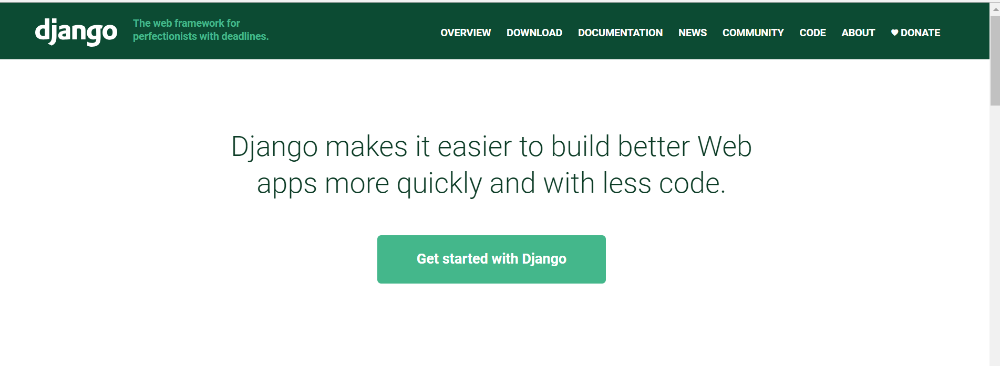 django
The web framework for
perfectionists with deadlines.
OVERVIEW DOWNLOAD DOCUMENTATION NEWS COMMUNITY CODE ABOUT ♥ DONATE
Django makes it easier to build better Web
apps more quickly and with less code.
Get started with Django